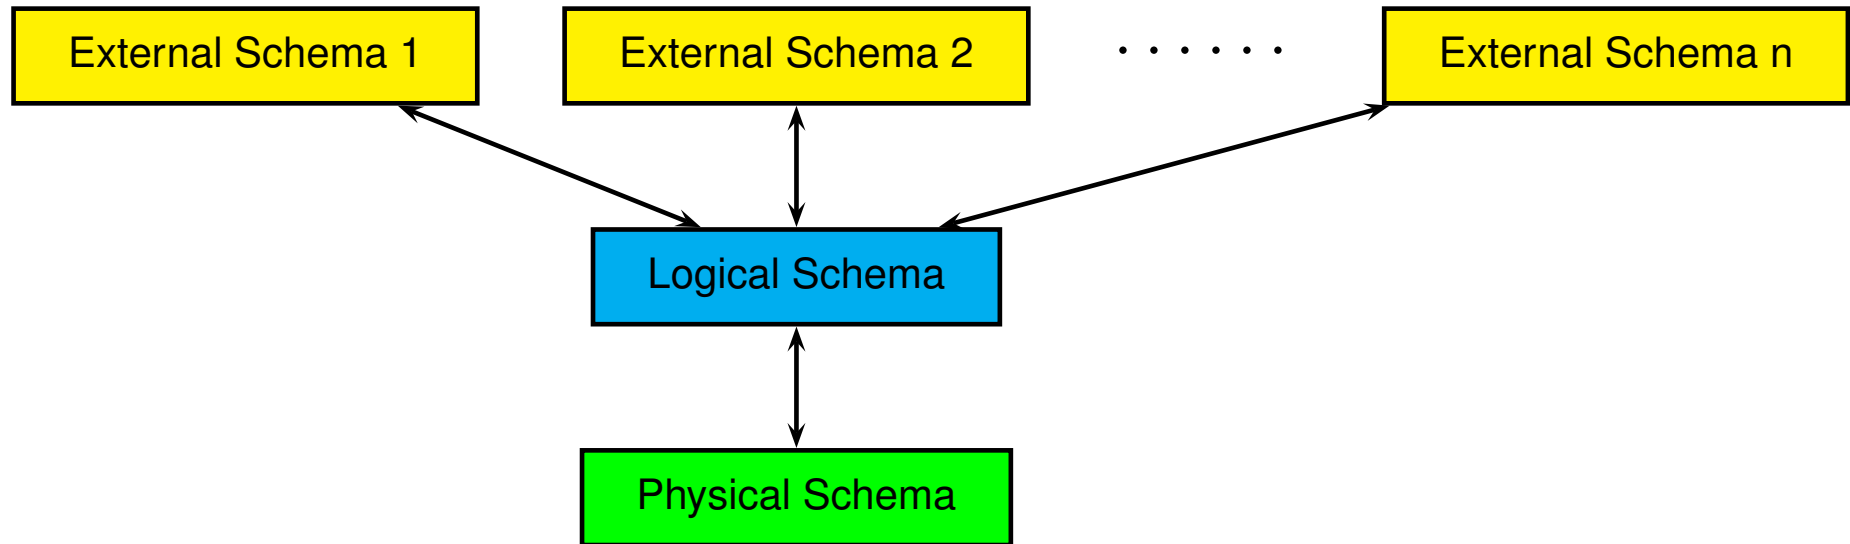 External Schema 1
External Schema 2
......
External Schema n
Logical Schema
Physical Schema